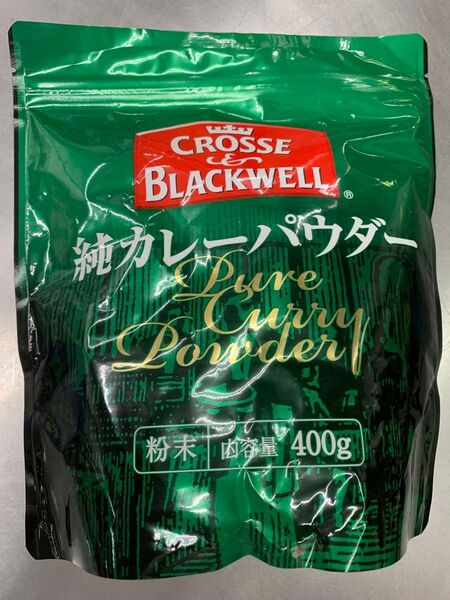 CROSSE
&
BLACKWELL
®
純カレーパウダー
Pure
Curry
Powder
粉末 内容量 400g